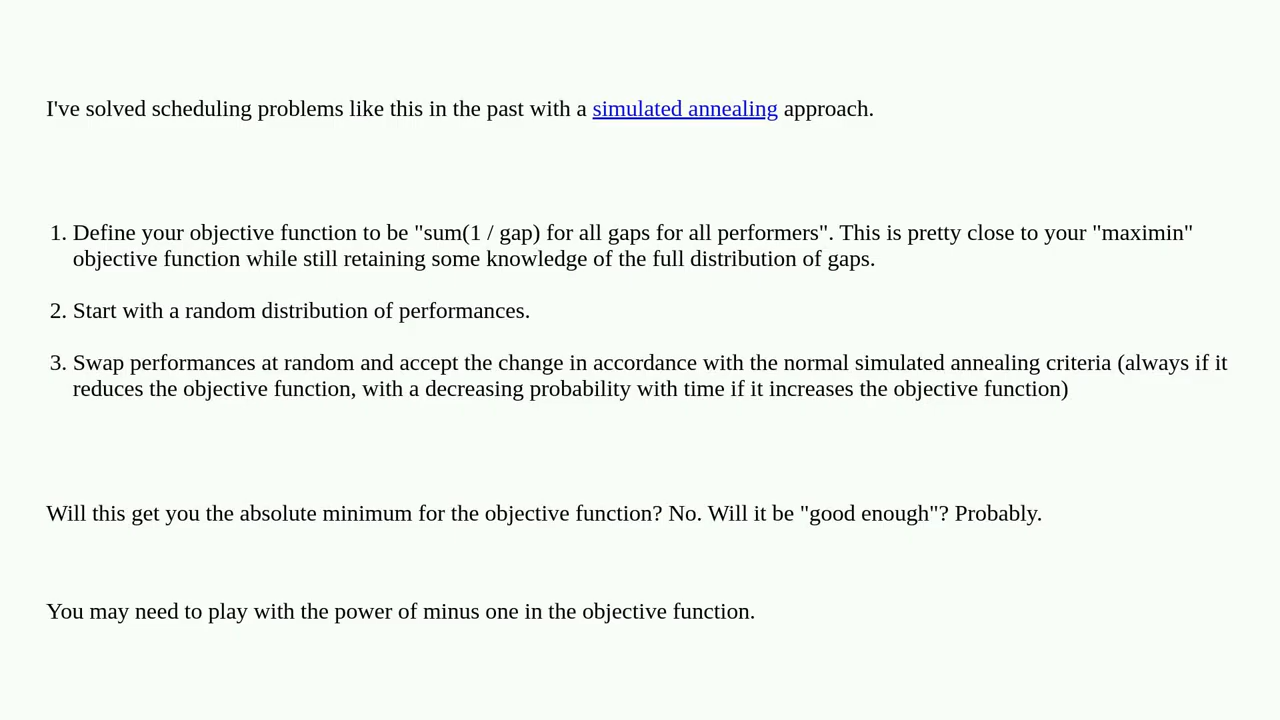 I've solved scheduling problems like this in the past with a simulated annealing approach.
1. Define your objective function to be "sum(1 / gap) for all gaps for all performers". This is pretty close to your "maximin"
objective function while still retaining some knowledge of the full distribution of gaps.
2. Start with a random distribution of performances.
3. Swap performances at random and accept the change in accordance with the normal simulated annealing criteria (always if it
reduces the objective function, with a decreasing probability with time if it increases the objective function)
Will this get you the absolute minimum for the objective function? No. Will it be "good enough"? Probably.
You may need to play with the power of minus one in the objective function.